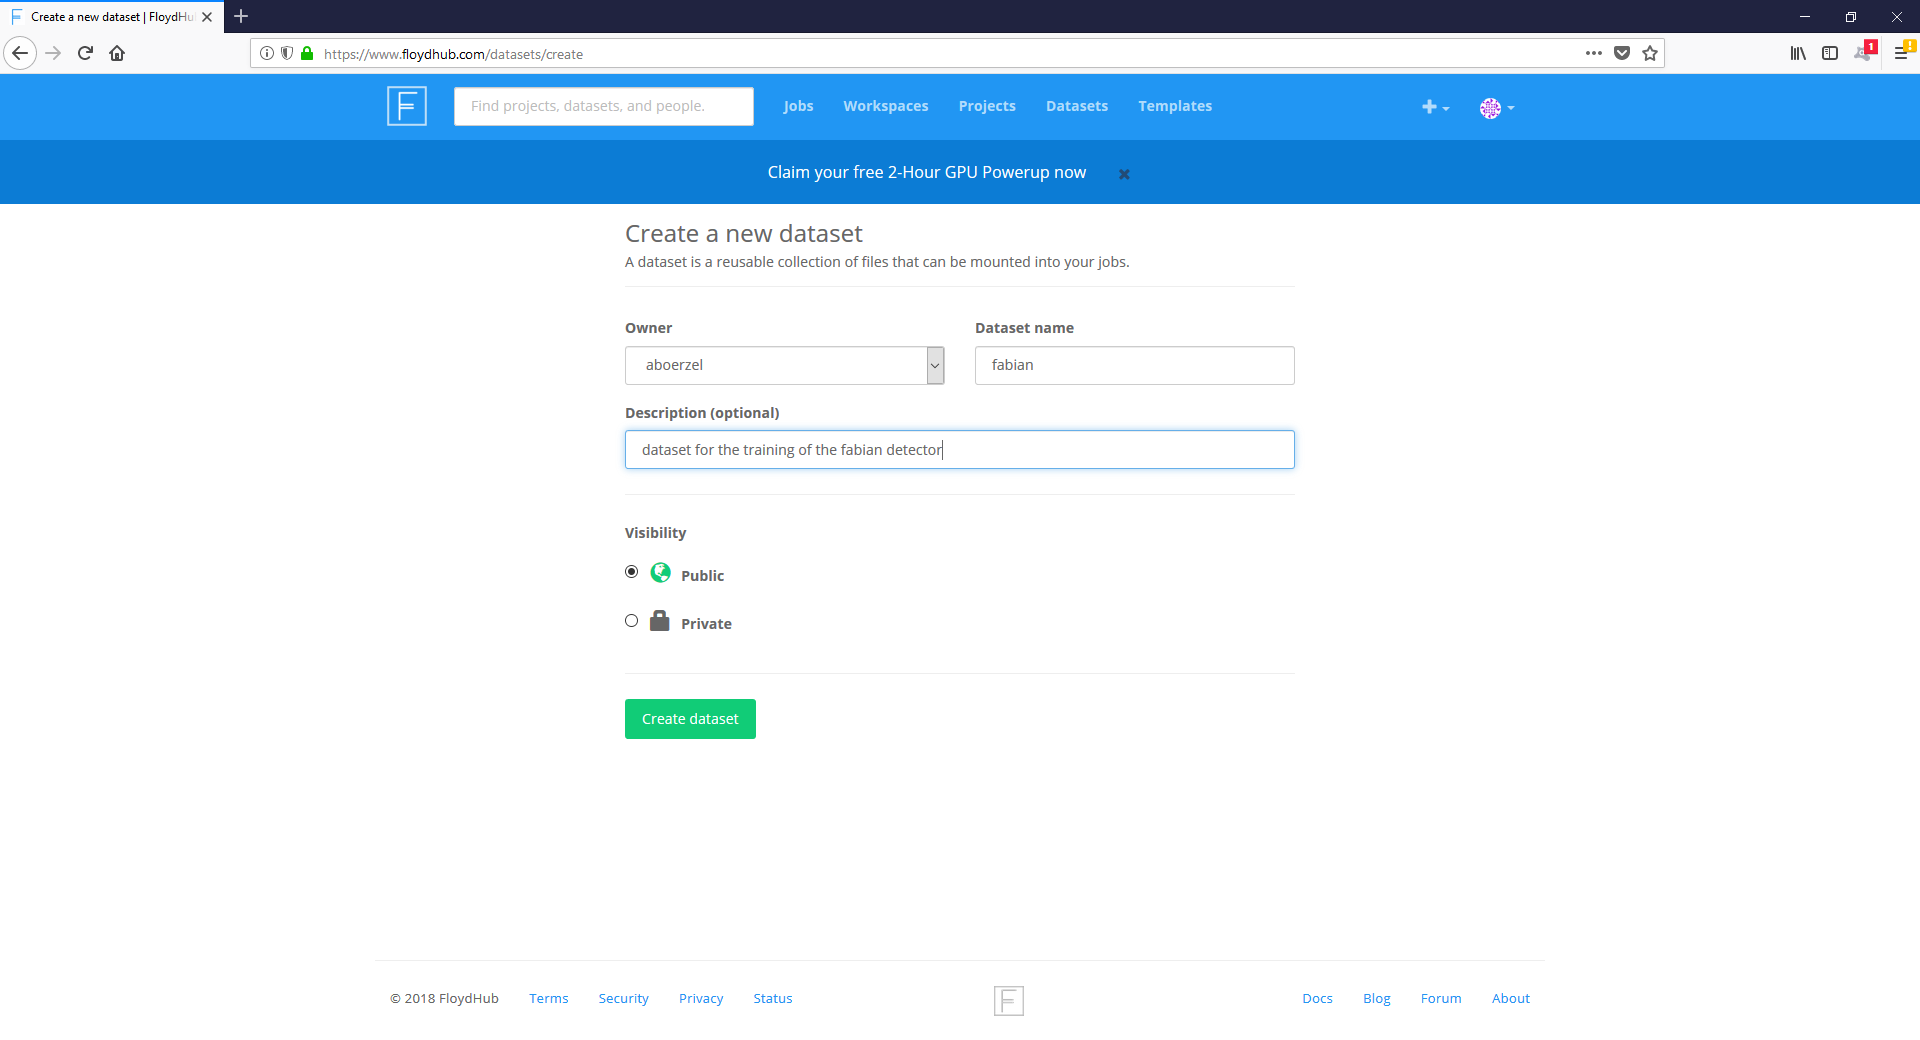 Create a new dataset | FloydHu
https://www.floydhub.com/datasets/create
1
F
Find projects, datasets, and people.
Jobs
Workspaces
Projects
Datasets
Templates
Claim your free 2-Hour GPU Powerup now
Create a new dataset
A dataset is a reusable collection of files that can be mounted into your jobs.
Owner
Dataset name
aboerzel
fabian
Description (optional)
dataset for the training of the fabian detector
Visibility
Public
Private
Create dataset
© 2018 FloydHub
Terms
Security
Privacy
Status
F
Docs
Blog
Forum
About